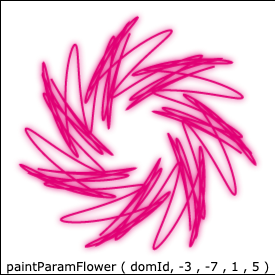 paintParamFlower ( domId, -3 , -7 , 1 , 5 )